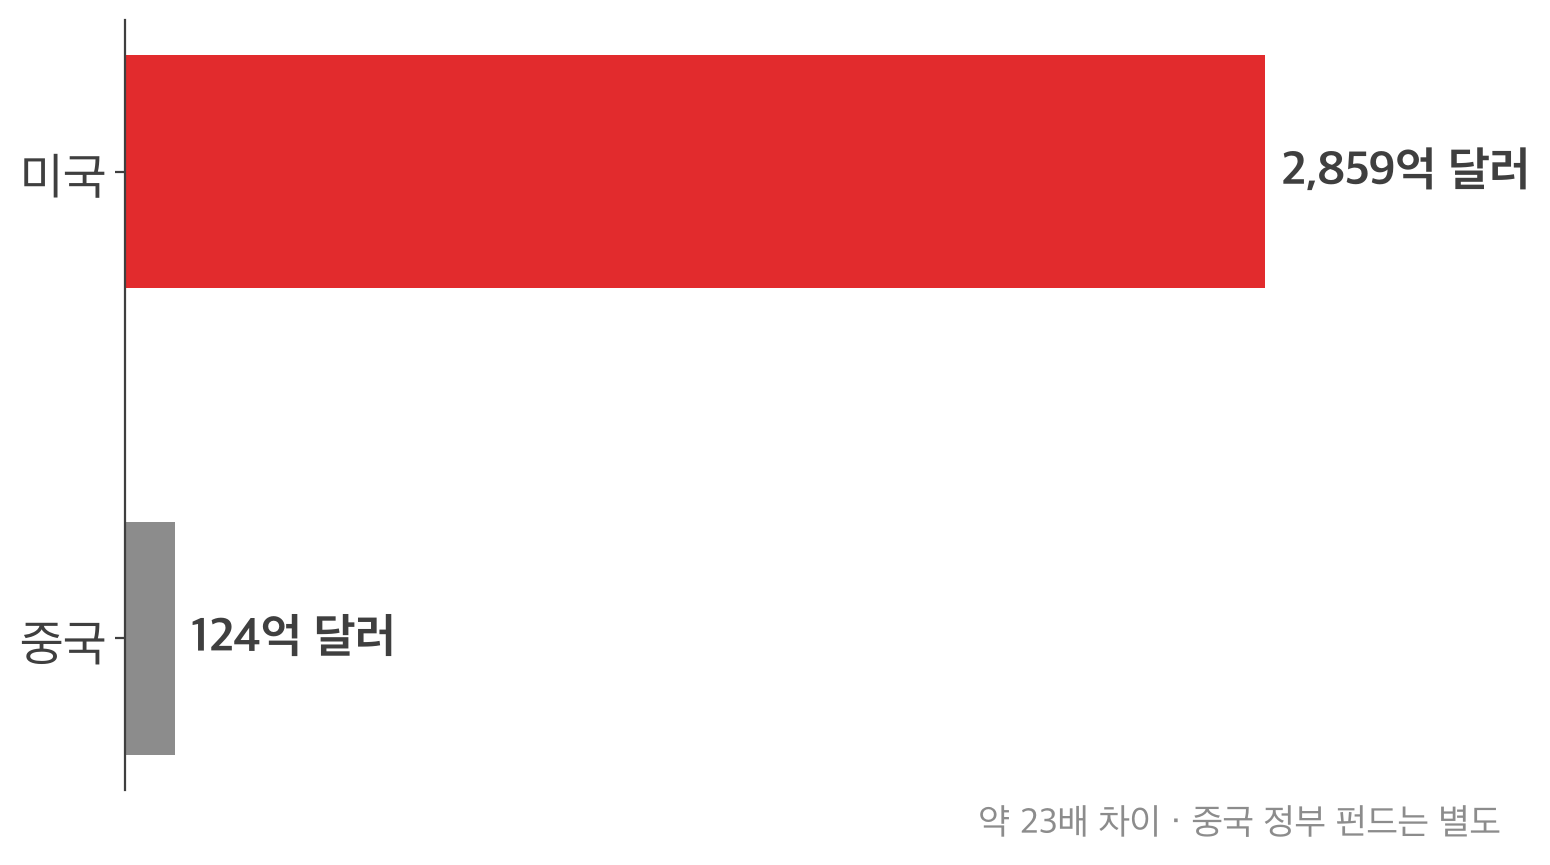 미국 2,859억 달러
중국 124억 달러
약 23배 차이 · 중국 정부 펀드는 별도